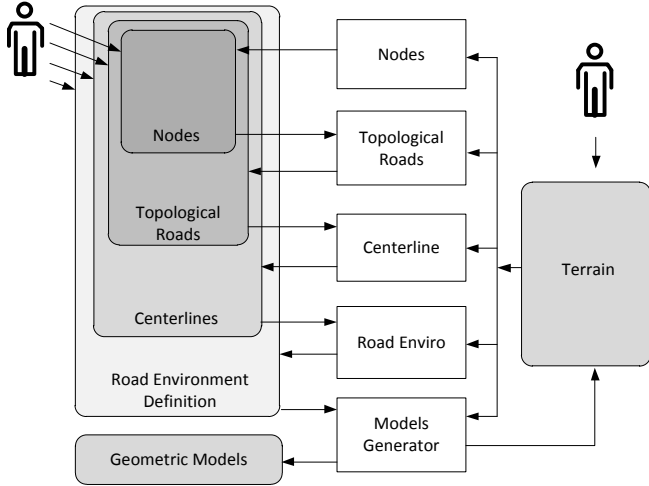 Nodes
Topological
Roads
Centerlines
Road Environment
Definition
Geometric Models
Nodes
Topological
Roads
Centerline
Road Enviro
Models
Generator
Terrain